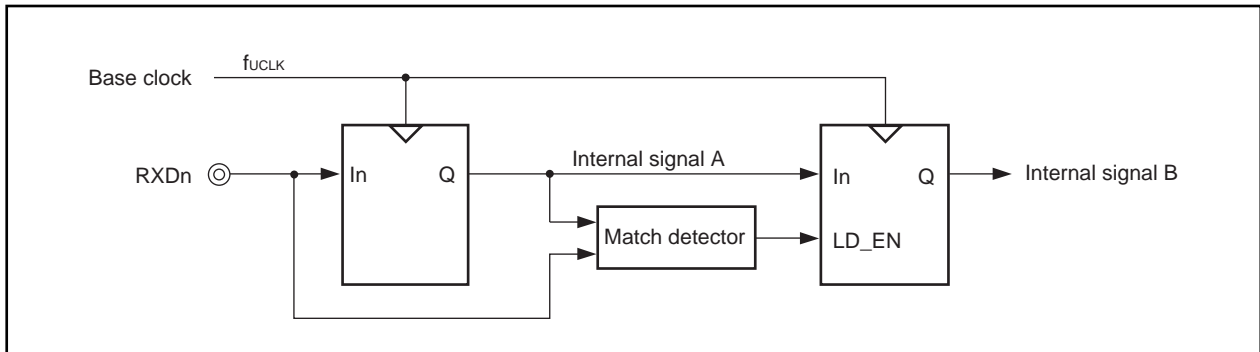 Base clock
fUCLK
RXDn
In
Q
Internal signal A
In
Q
Internal signal B
Match detector
LD_EN